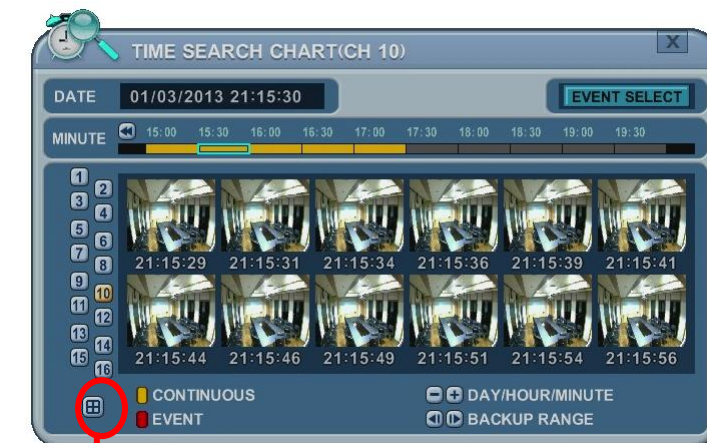 TIME SEARCH CHART(CH 10)
X
DATE 01/03/2013 21:15:30 EVENT SELECT
MINUTE 15:00 15:30 16:00 16:30 17:00 17:30 18:00 18:30 19:00 19:30
1
2
3
4
5
6
7
8
9
10
11
12
13
14
15
16
21:15:29 21:15:31 21:15:34 21:15:36 21:15:39 21:15:41
21:15:44 21:15:46 21:15:49 21:15:51 21:15:54 21:15:56
CONTINUOUS - + DAY/HOUR/MINUTE
EVENT BACKUP RANGE